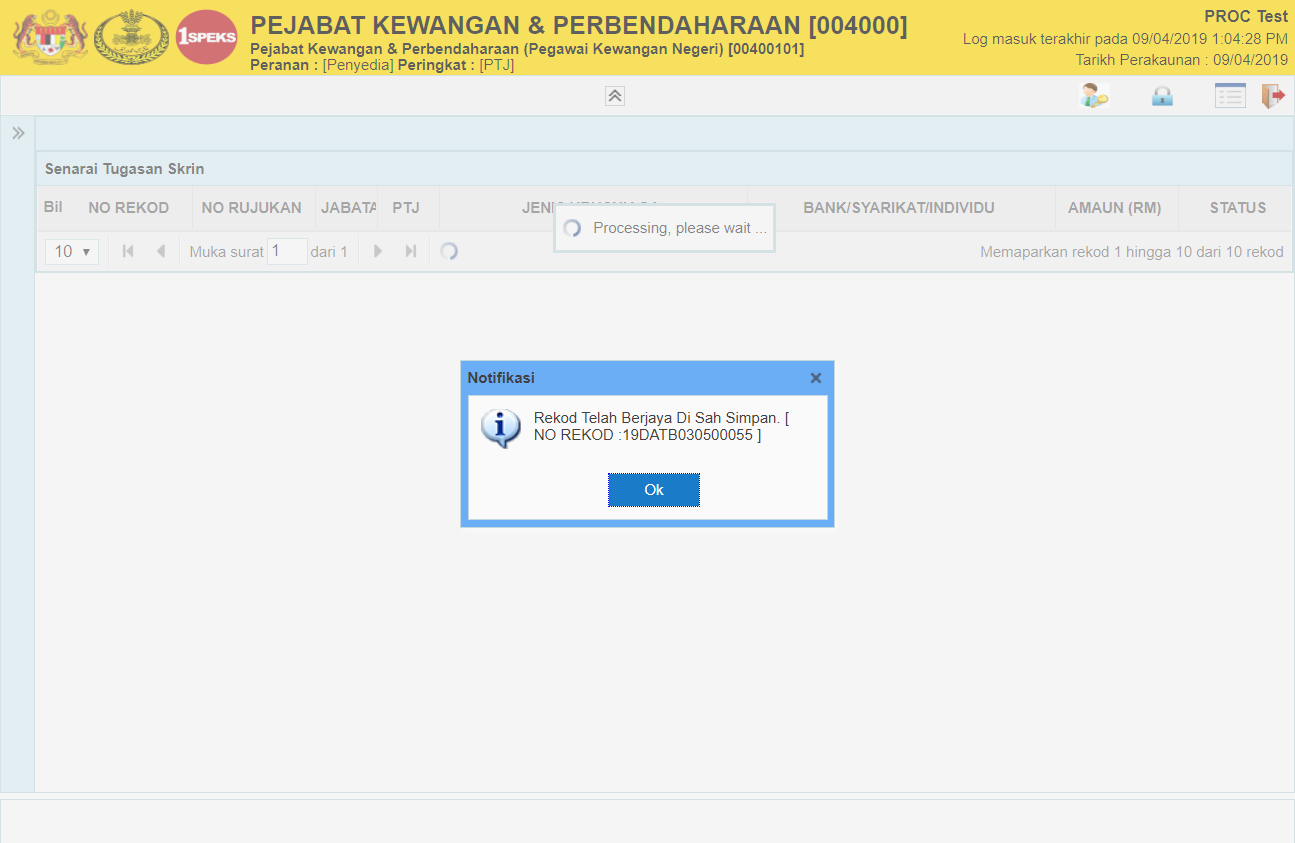 1SPEKS
PEJABAT KEWANGAN & PERBENDAHARAAN [004000]
Pejabat Kewangan & Perbendaharaan (Pegawai Kewangan Negeri) [00400101]
Peranan : [Penyedia] Peringkat : [PTJ]
PROC Test
Log masuk terakhir pada 09/04/2019 1:04:28 PM
Tarikh Perakaunan : 09/04/2019
Senarai Tugasan Skrin
Bil NO REKOD NO RUJUKAN JABATA PTJ BANK/SYARIKAT/INDIVIDU AMAUN (RM) STATUS
Processing, please wait ...
10 Muka surat 1 dari 1 Memaparkan rekod 1 hingga 10 dari 10 rekod
Notifikasi
Rekod Telah Berjaya Di Sah Simpan. [
NO REKOD :19DATB030500055 ]
Ok